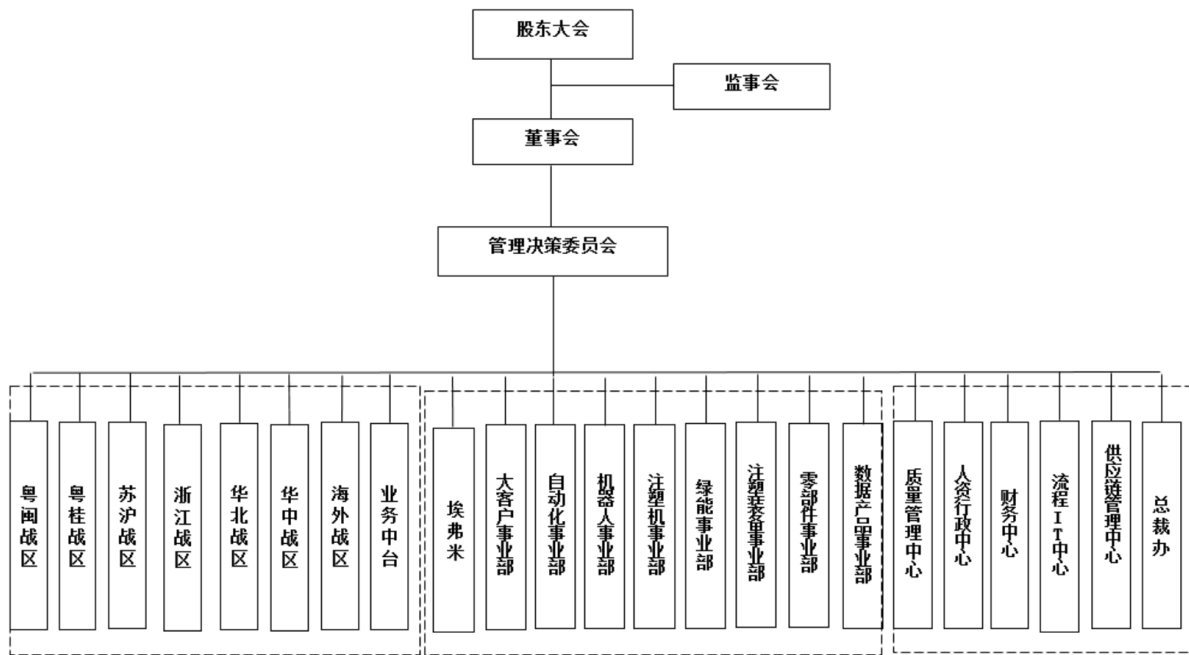 股东大会
监事会
董事会
管理决策委员会
粤闽战区
粤桂战区
苏沪战区
浙江战区
华北战区
华中战区
海外战区
业务中台
埃弗米
大客户事业部
自动化事业部
机器人事业部
注塑机事业部
绿能事业部
注塑装备单事业部
零部件事业部
数据产品事业部
质量管理中心
人资行政中心
财务中心
流程IT中心
供应链管理中心
总裁办